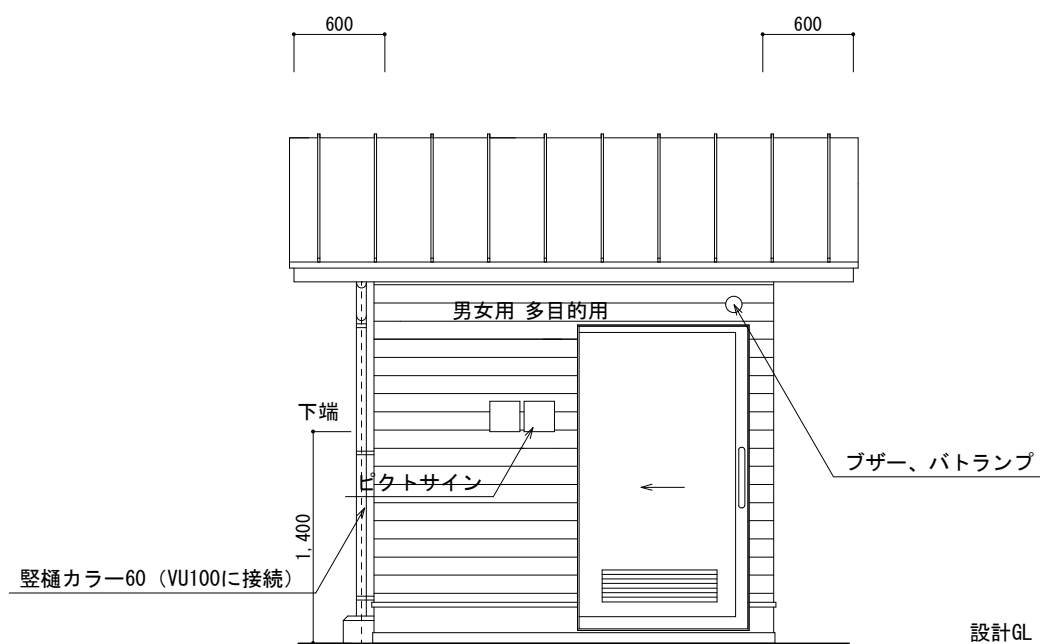 600
600
男女用 多目的用
下端
ブザー、パトランプ
ピクトサイン
1,400
竪樋カラー60（VU100に接続）
設計GL